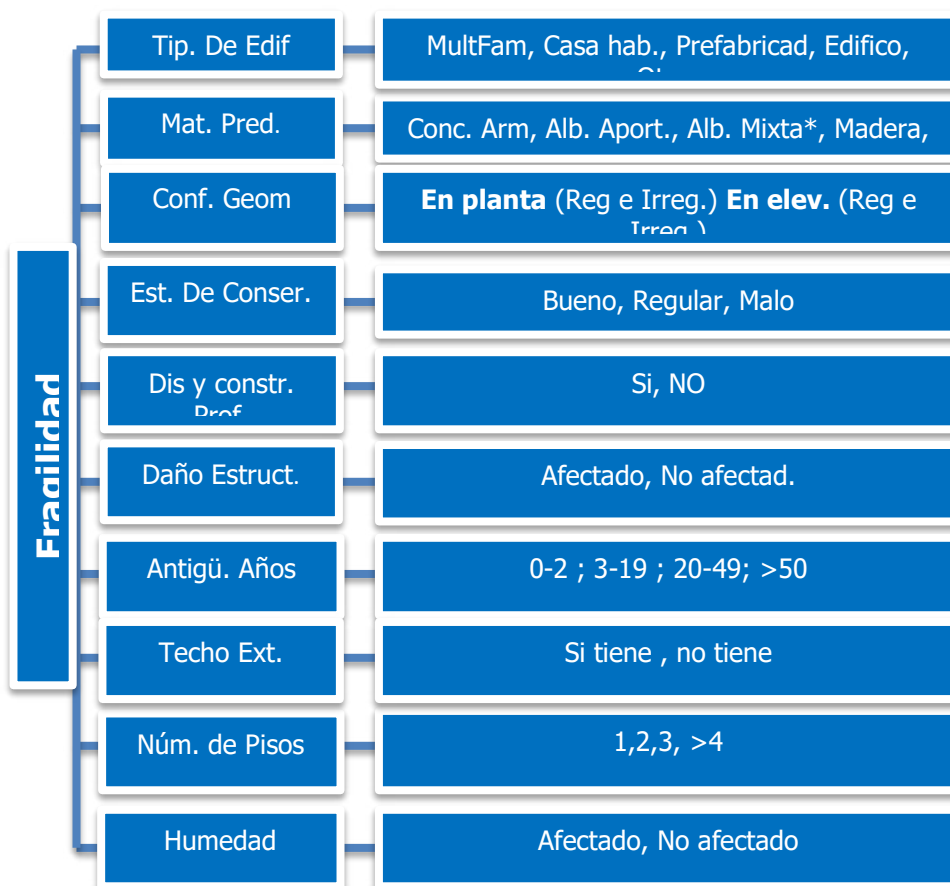 Fragilidad
Tip. De Edif
MultFam, Casa hab., Prefabricad, Edifico,
Mat. Pred.
Conc. Arm, Alb. Aport., Alb. Mixta*, Madera,
Conf. Geom
En planta (Reg e Irreg.) En elev. (Reg e
Irreg.)
Est. De Conser.
Bueno, Regular, Malo
Dis y constr.
Prof.
Si, NO
Daño Estruct.
Afectado, No afectad.
Antigü. Años
0-2 ; 3-19 ; 20-49; >50
Techo Ext.
Si tiene , no tiene
Núm. de Pisos
1,2,3, >4
Humedad
Afectado, No afectado